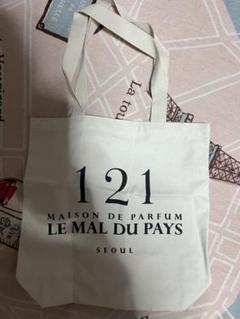 La tou
121
MAISON DE PARFUM
LE MAL DU PAYS
SEOUL